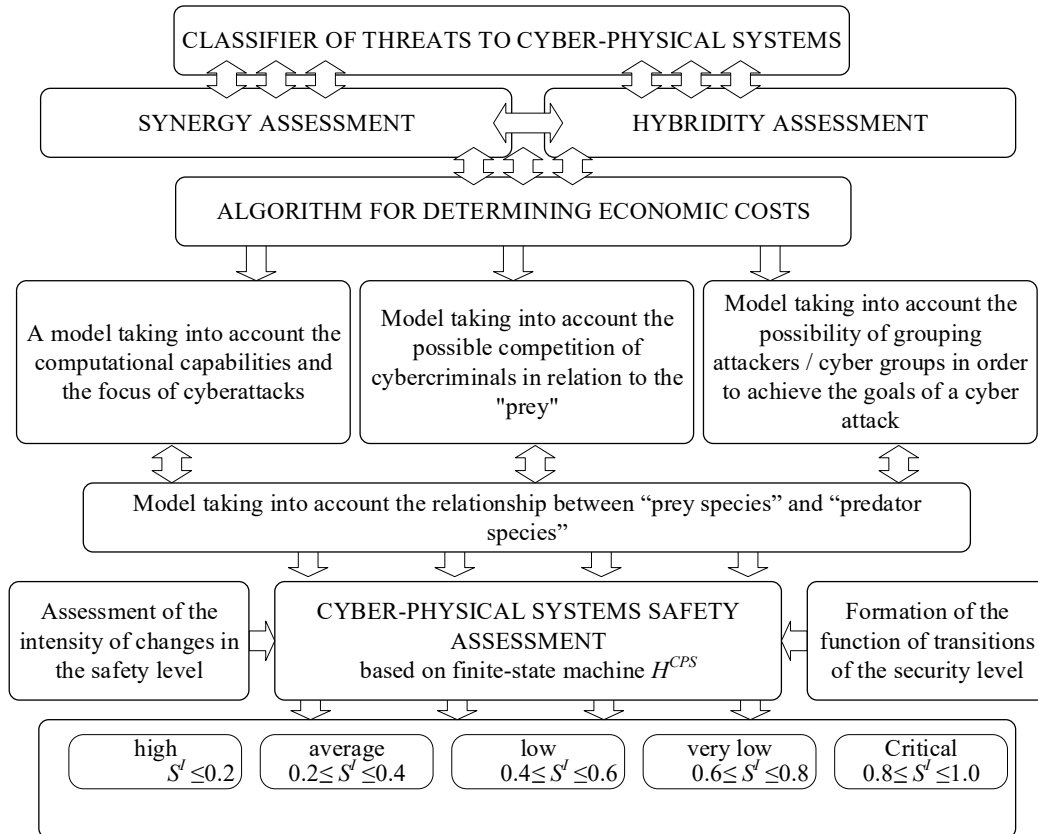 CLASSIFIER OF THREATS TO CYBER-PHYSICAL SYSTEMS
SYNERGY ASSESSMENT
HYBRIDITY ASSESSMENT
ALGORITHM FOR DETERMINING ECONOMIC COSTS
A model taking into account the
computational capabilities and
the focus of cyberattacks
Model taking into account the
possible competition of
cybercriminals in relation to the
"prey"
Model taking into account the
possibility of grouping
attackers / cyber groups in order
to achieve the goals of a cyber
attack
Model taking into account the relationship between “prey species” and “predator
species”
Assessment of the
intensity of changes in
the safety level
CYBER-PHYSICAL SYSTEMS SAFETY
ASSESSMENT
based on finite-state machine H^CPS
Formation of the
function of transitions
of the security level
high
S^I ≤0.2
average
0.2≤ S^I ≤0.4
low
0.4≤ S^I ≤0.6
very low
0.6≤ S^I ≤0.8
Critical
0.8≤ S^I ≤1.0